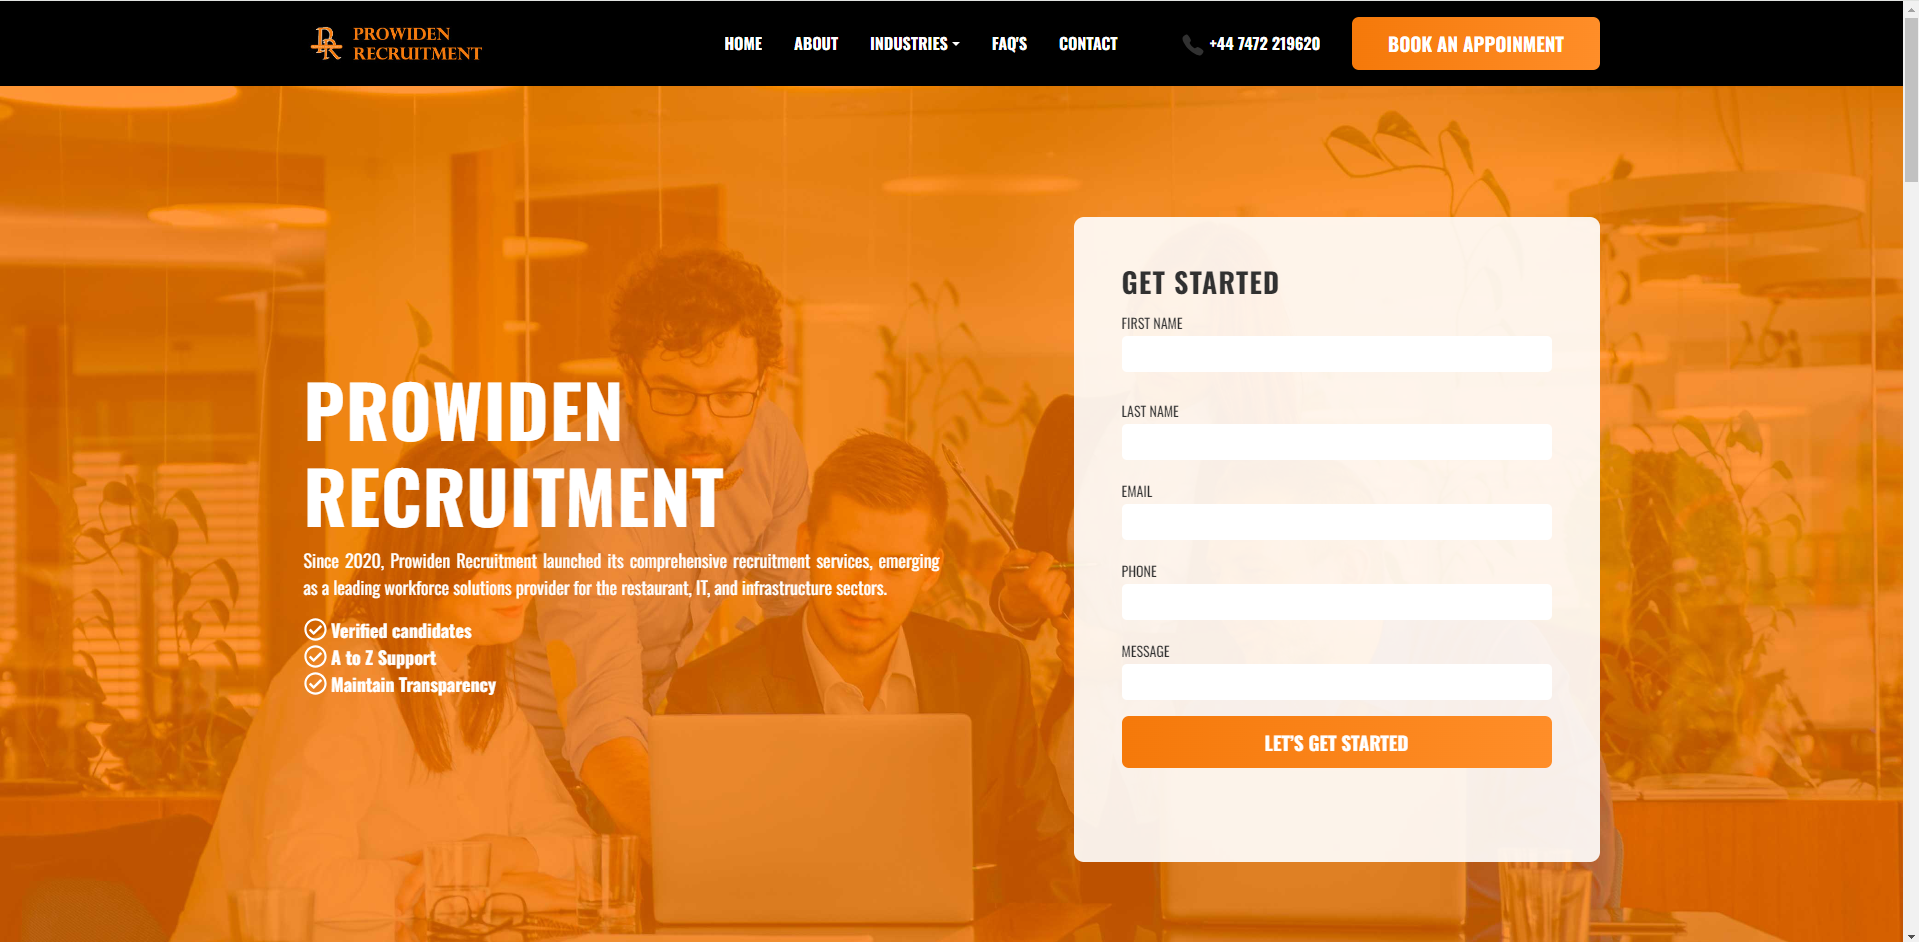 PROWIDEN
RECRUITMENT
HOME ABOUT INDUSTRIES FAQ'S CONTACT +44 7472 219620 BOOK AN APPOINMENT
PROWIDEN
RECRUITMENT
Since 2020, Prowiden Recruitment launched its comprehensive recruitment services, emerging
as a leading workforce solutions provider for the restaurant, IT, and infrastructure sectors.
Verified candidates
A to Z Support
Maintain Transparency
GET STARTED
FIRST NAME
LAST NAME
EMAIL
PHONE
MESSAGE
LET'S GET STARTED